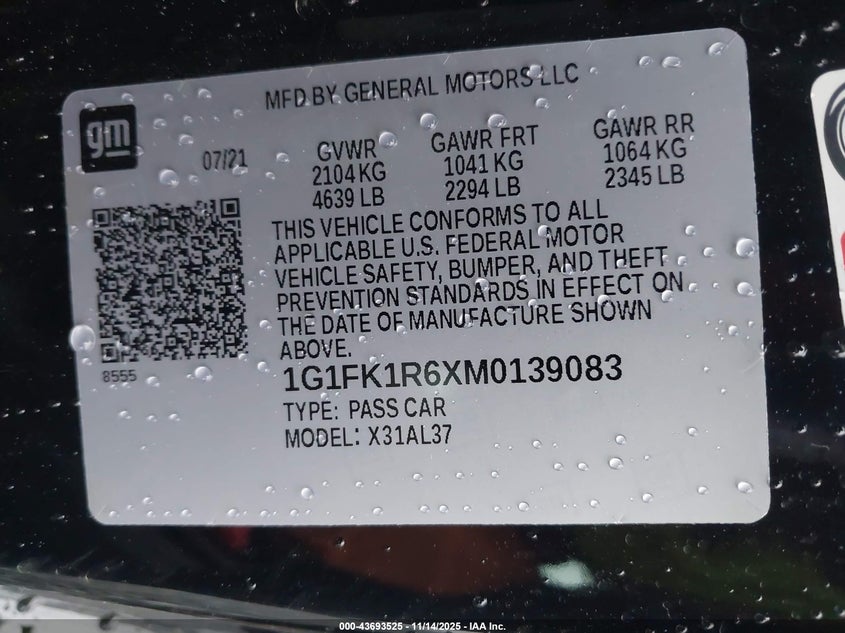 MFD BY GENERAL MOTORS LLC
gm
07/21
GVWR
2104 KG
4639 LB
GAWR FRT
1041 KG
2294 LB
GAWR RR
1064 KG
2345 LB
THIS VEHICLE CONFORMS TO ALL
APPLICABLE U.S. FEDERAL MOTOR
VEHICLE SAFETY, BUMPER, AND THEFT
PREVENTION STANDARDS IN EFFECT ON
THE DATE OF MANUFACTURE SHOWN
ABOVE.
8555
1G1FK1R6XM0139083
TYPE: PASS CAR
MODEL: X31AL37
000-43693525 - 11/14/2025 - IAA Inc.